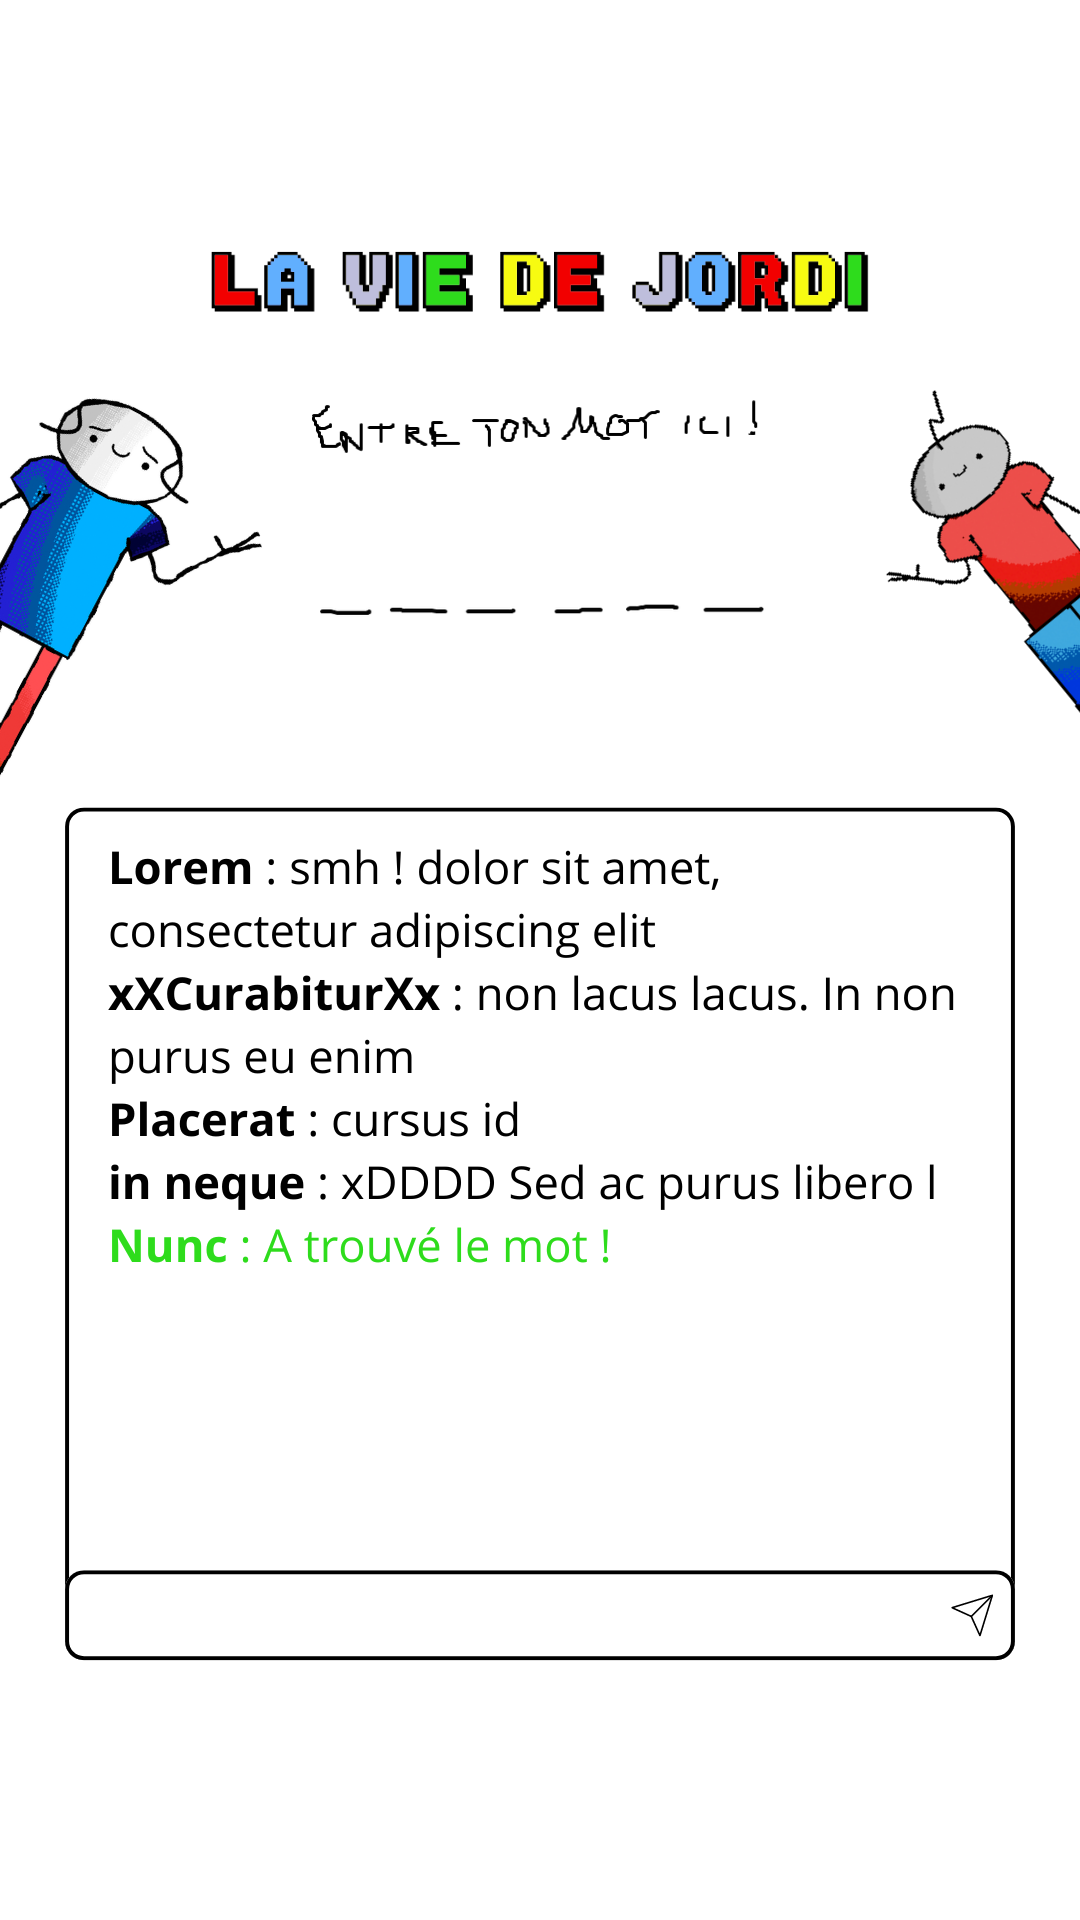 LA VIE DE JORDI
ENTRE TON MOT ICI !
Lorem : smh ! dolor sit amet,
consectetur adipiscing elit
xXCurabiturXx : non lacus lacus. In non
purus eu enim
Placerat : cursus id
in neque : xDDDD Sed ac purus libero l
Nunc : A trouvé le mot !